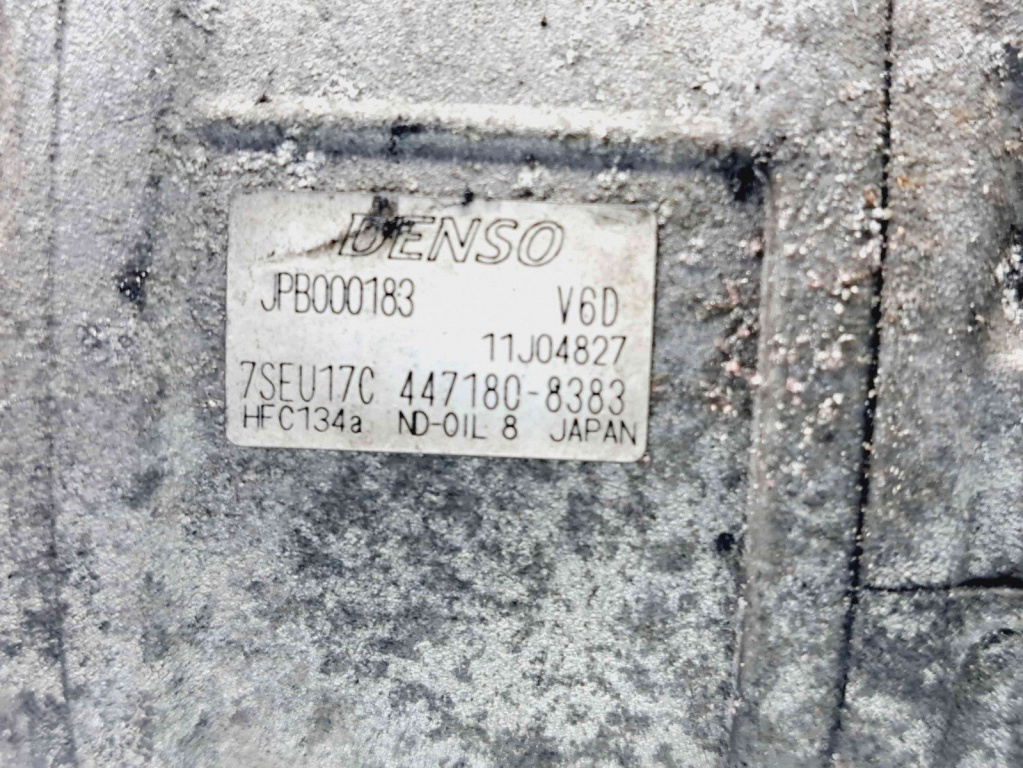 DENSO
JPB000183 V6D
11J04827
7SEU17C 447180-8383
HFC134a ND-OIL 8 JAPAN